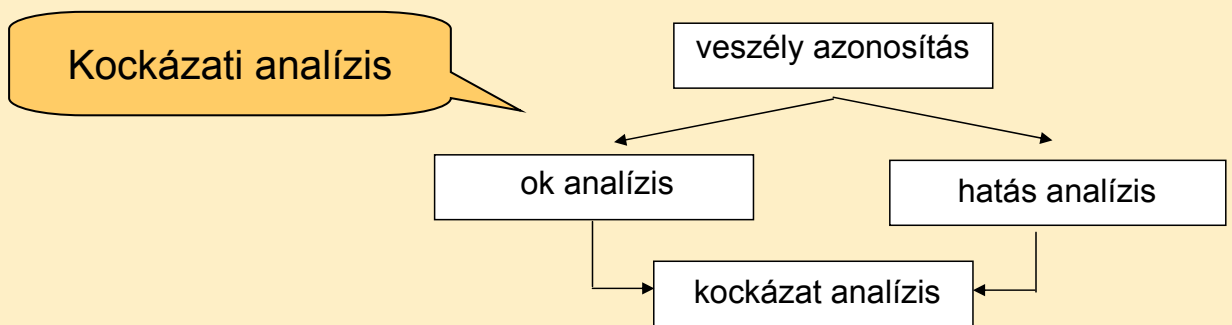 Kockázati analízis
veszély azonosítás
ok analízis
hatás analízis
kockázat analízis